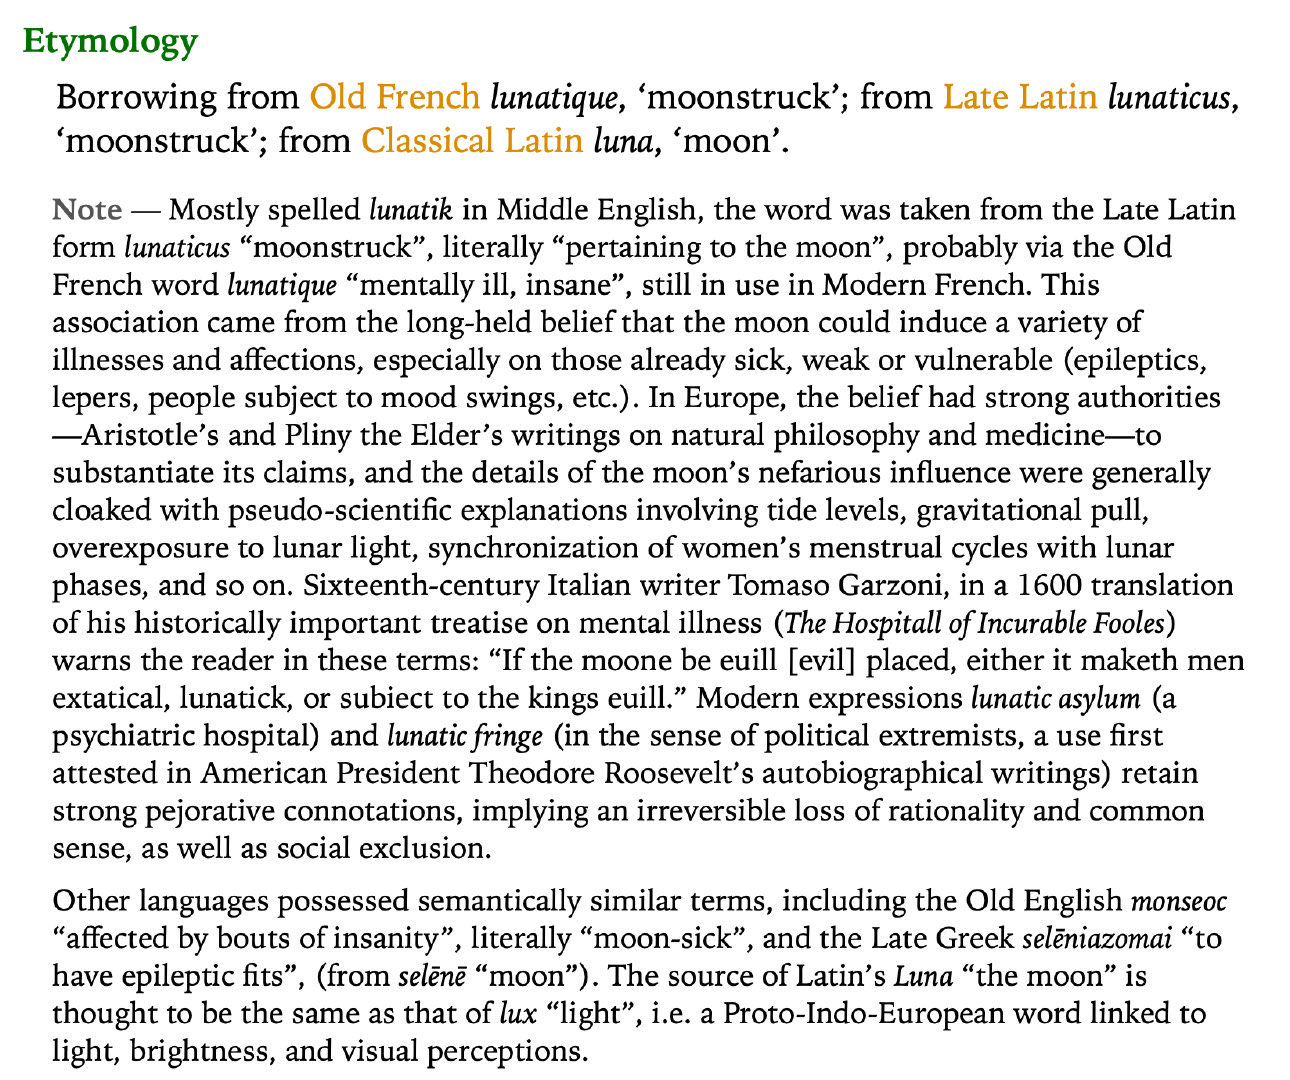 Etymology
Borrowing from Old French lunatique, ‘moonstruck’; from Late Latin lunaticus,
‘moonstruck’; from Classical Latin luna, ‘moon’.
Note — Mostly spelled lunatik in Middle English, the word was taken from the Late Latin
form lunaticus “moonstruck”, literally “pertaining to the moon”, probably via the Old
French word lunatique “mentally ill, insane”, still in use in Modern French. This
association came from the long-held belief that the moon could induce a variety of
illnesses and affections, especially on those already sick, weak or vulnerable (epileptics,
lepers, people subject to mood swings, etc.). In Europe, the belief had strong authorities
—Aristotle’s and Pliny the Elder’s writings on natural philosophy and medicine—to
substantiate its claims, and the details of the moon’s nefarious influence were generally
cloaked with pseudo-scientific explanations involving tide levels, gravitational pull,
overexposure to lunar light, synchronization of women’s menstrual cycles with lunar
phases, and so on. Sixteenth-century Italian writer Tomaso Garzoni, in a 1600 translation
of his historically important treatise on mental illness (The Hospitall of Incurable Fooles)
warns the reader in these terms: “If the moone be euill [evil] placed, either it maketh men
extatical, lunatick, or subiect to the kings euill.” Modern expressions lunatic asylum (a
psychiatric hospital) and lunatic fringe (in the sense of political extremists, a use first
attested in American President Theodore Roosevelt’s autobiographical writings) retain
strong pejorative connotations, implying an irreversible loss of rationality and common
sense, as well as social exclusion.
Other languages possessed semantically similar terms, including the Old English monseoc
“affected by bouts of insanity”, literally “moon-sick”, and the Late Greek selēniazomai “to
have epileptic fits”, (from selēnē “moon”). The source of Latin’s Luna “the moon” is
thought to be the same as that of lux “light”, i.e. a Proto-Indo-European word linked to
light, brightness, and visual perceptions.